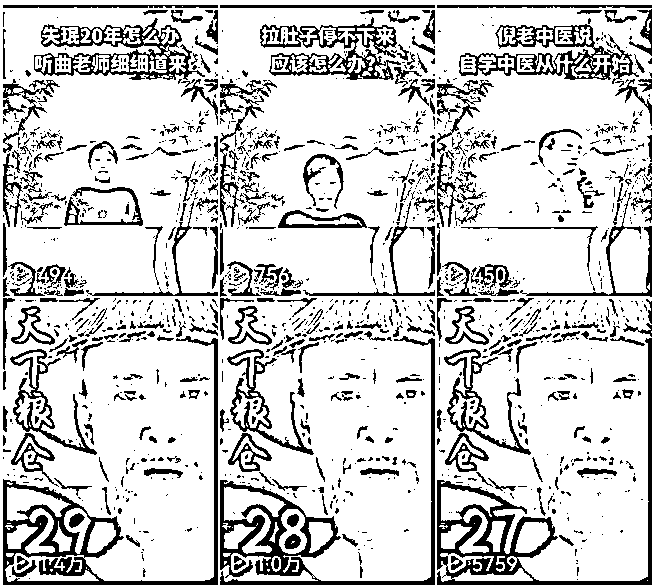 失眠20年怎么办
听曲老师细细道来
494
拉肚子停不下来
应该怎么办?
756
倪老中医说
自学中医从什么开始
450
天下粮仓
29
1.4万
天下粮仓
28
1.0万
天下粮仓
27
5759